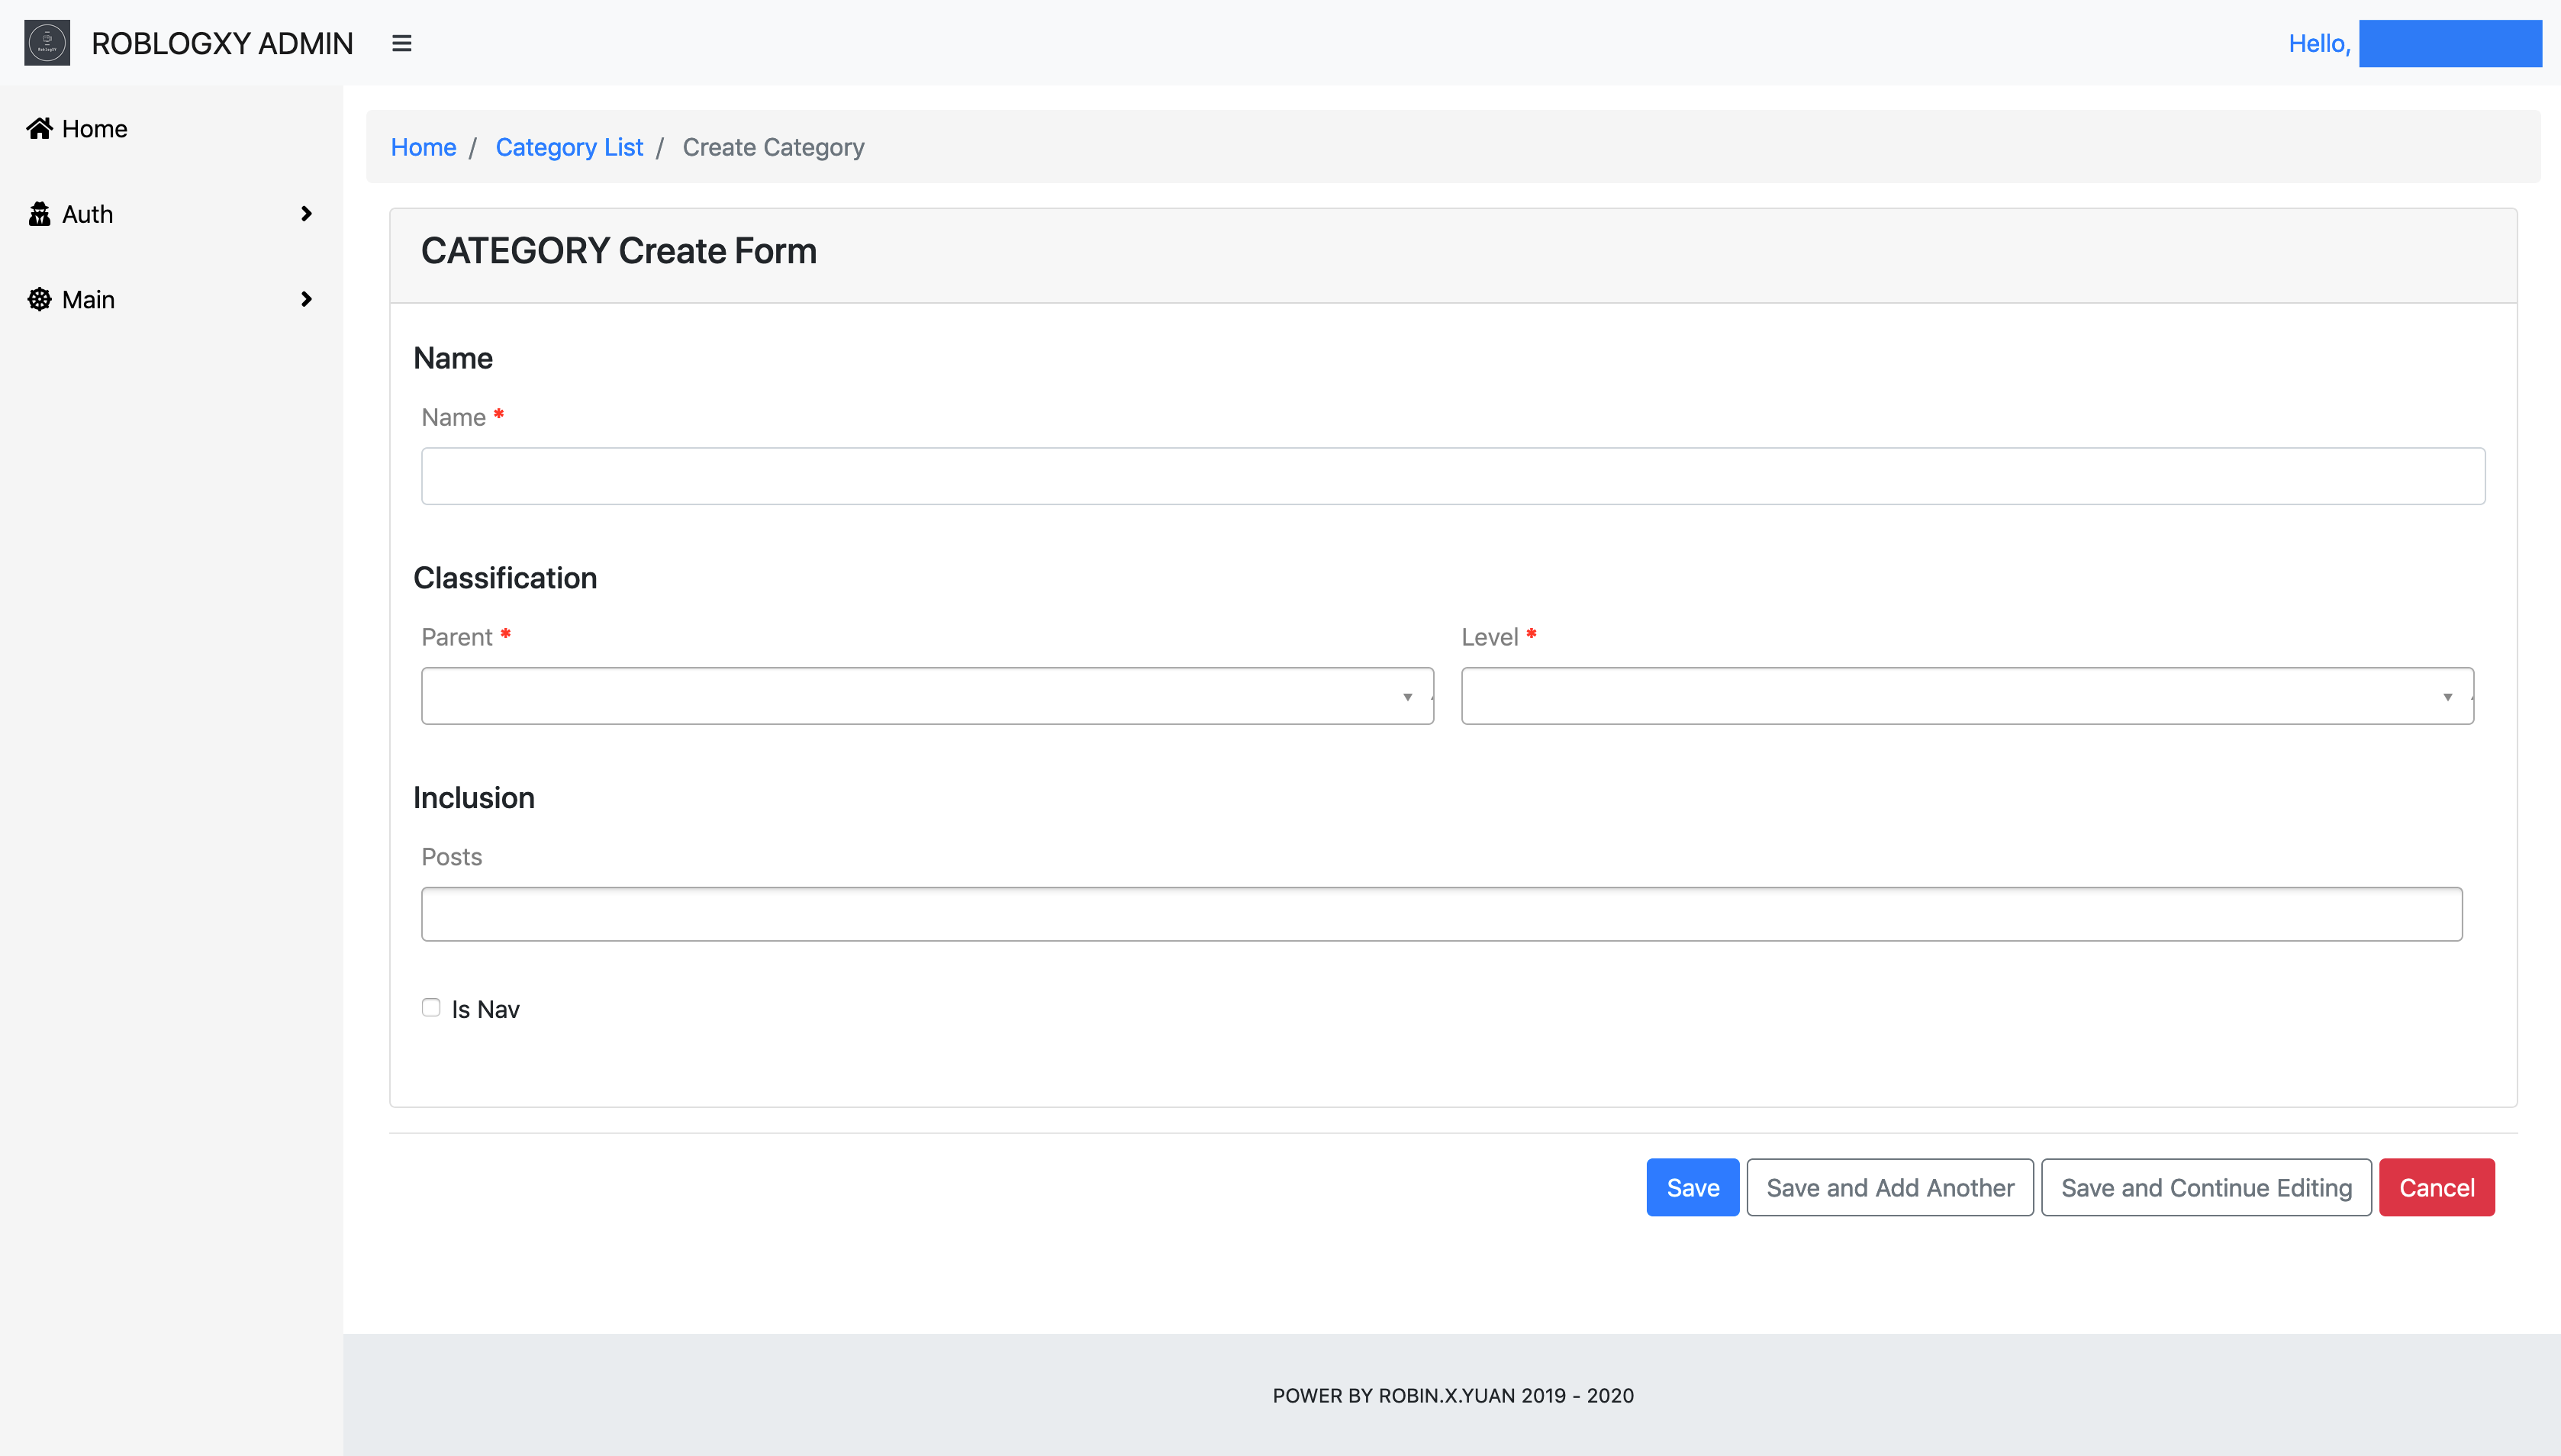 ROBLOGXY ADMIN
Hello,
Home
Auth
Main
Home / Category List / Create Category
CATEGORY Create Form
Name
Name *
Classification
Parent * Level *
Inclusion
Posts
Is Nav
Save Save and Add Another Save and Continue Editing Cancel
POWER BY ROBIN.X.YUAN 2019 - 2020